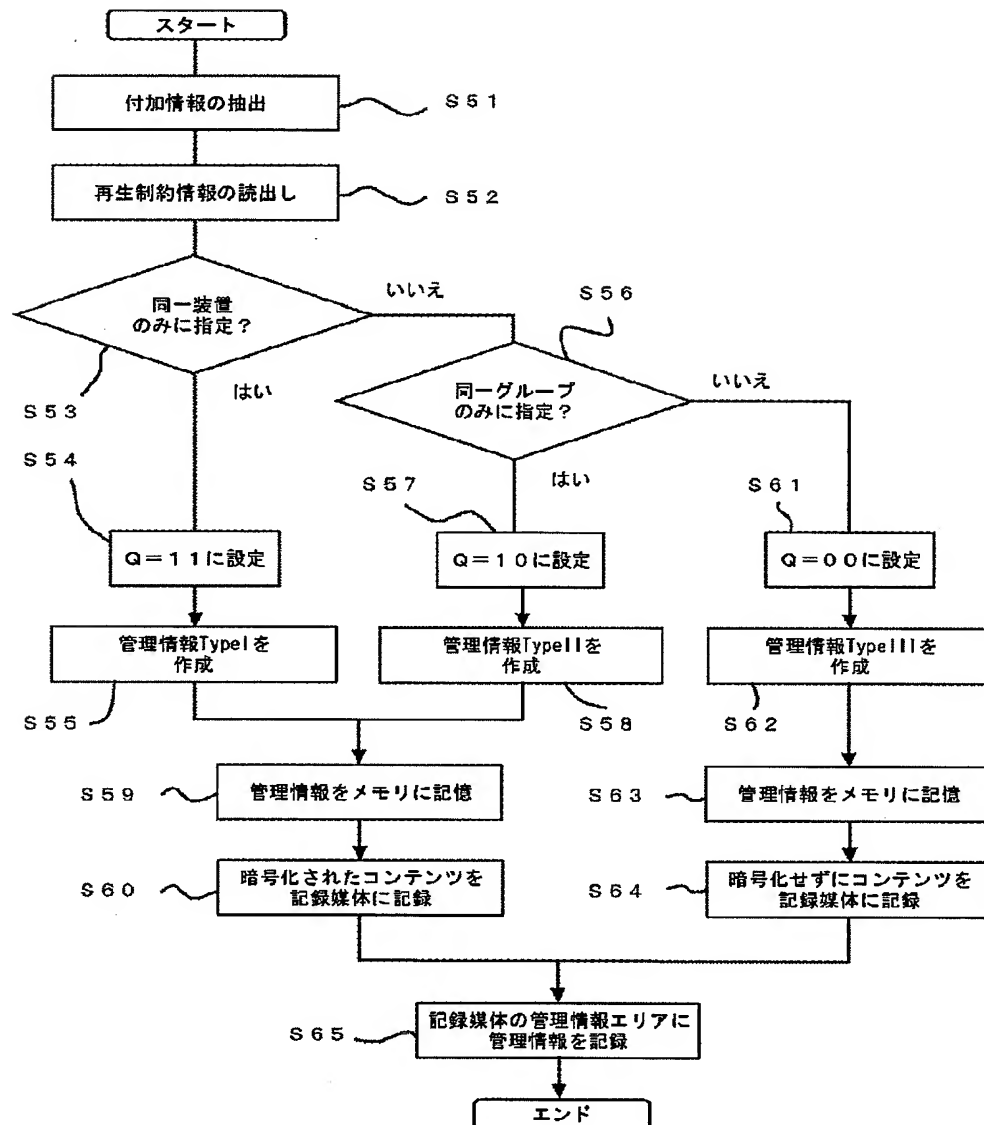 スタート
付加情報の抽出
S51
再生制約情報の読出し
S52
同一装置
のみに指定？
いいえ
はい
S53
S56
同一グループ
のみに指定？
いいえ
はい
S54
Q＝11に設定
S57
Q＝10に設定
S61
Q＝00に設定
管理情報TypeIを
作成
S55
管理情報TypeIIを
作成
S58
管理情報TypeIIIを
作成
S62
S59
管理情報をメモリに記憶
S63
管理情報をメモリに記憶
S60
暗号化されたコンテンツを
記録媒体に記録
S64
暗号化せずにコンテンツを
記録媒体に記録
S65
記録媒体の管理情報エリアに
管理情報を記録
エンド